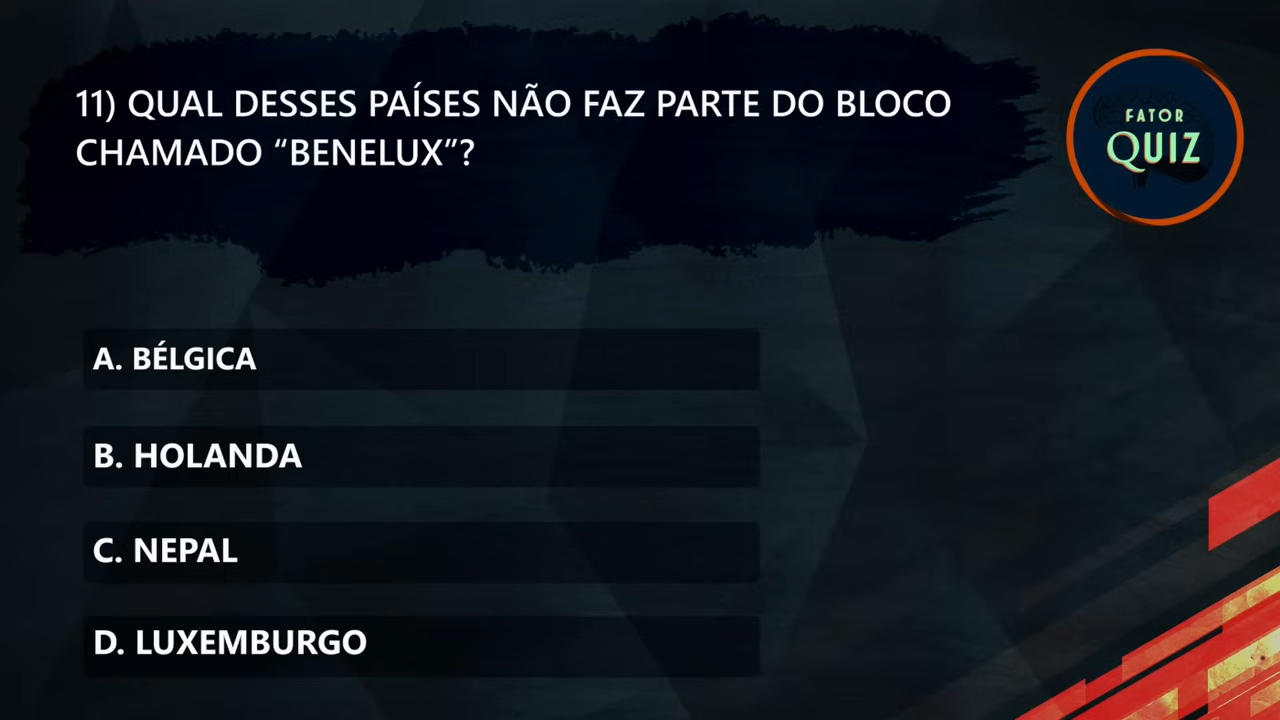 11) QUAL DESSES PAÍSES NÃO FAZ PARTE DO BLOCO
CHAMADO “BENELUX”?
FATOR
QUIZ
A. BÉLGICA
B. HOLANDA
C. NEPAL
D. LUXEMBURGO